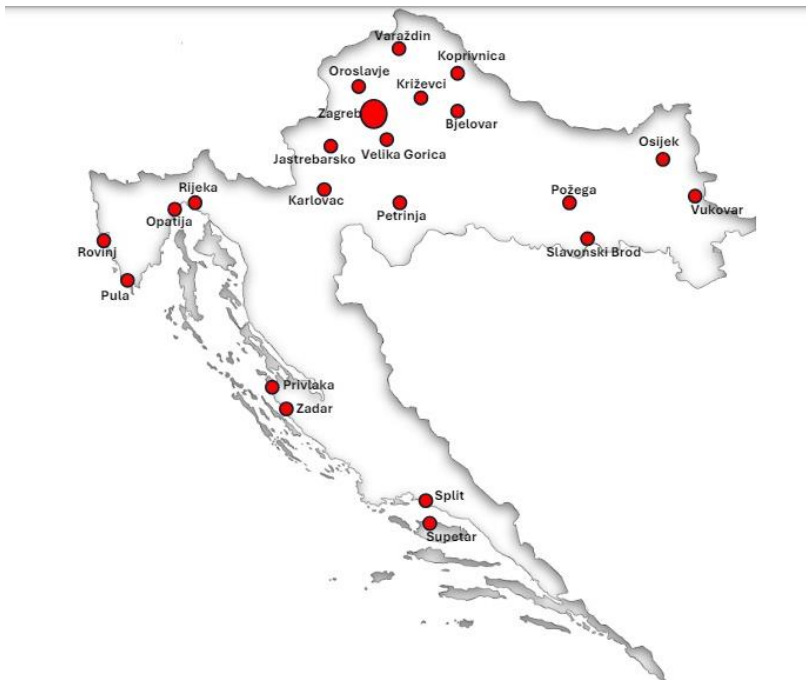 Varaždin
Koprivnica
Oroslavje
Križevci
Zagreb
Bjelovar
Velika Gorica
Jastrebarsko
Osijek
Rijeka
Karlovac
Požega
Vukovar
Opatija
Petrinja
Rovinj
Slavonski Brod
Pula
Privlaka
Zadar
Split
Supetar